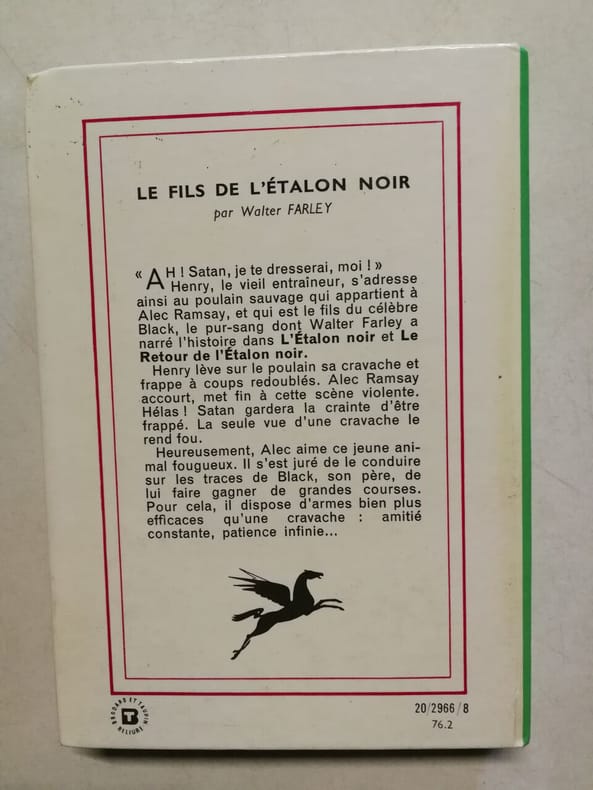 LE FILS DE L'ÉTALON NOIR
par Walter FARLEY
« AH ! Satan, je te dresserai, moi ! »
Henry, le vieil entraîneur, s'adresse
ainsi au poulain sauvage qui appartient à
Alec Ramsay, et qui est le fils du célèbre
Black, le pur-sang dont Walter Farley a
narré l'histoire dans L'Étalon noir et Le
Retour de l'Étalon noir.
Henry lève sur le poulain sa cravache et
frappe à coups redoublés. Alec Ramsay
accourt, met fin à cette scène violente.
Hélas ! Satan gardera la crainte d'être
frappé. La seule vue d'une cravache le
rend fou.
Heureusement, Alec aime ce jeune ani-
mal fougueux. Il s'est juré de le conduire
sur les traces de Black, son père, de
lui faire gagner de grandes courses.
Pour cela, il dispose d'armes bien plus
efficaces qu'une cravache : amitié
constante, patience infinie...
BRODARD ET TAUPIN
BT
RELIURE
20/2966/8
76.2